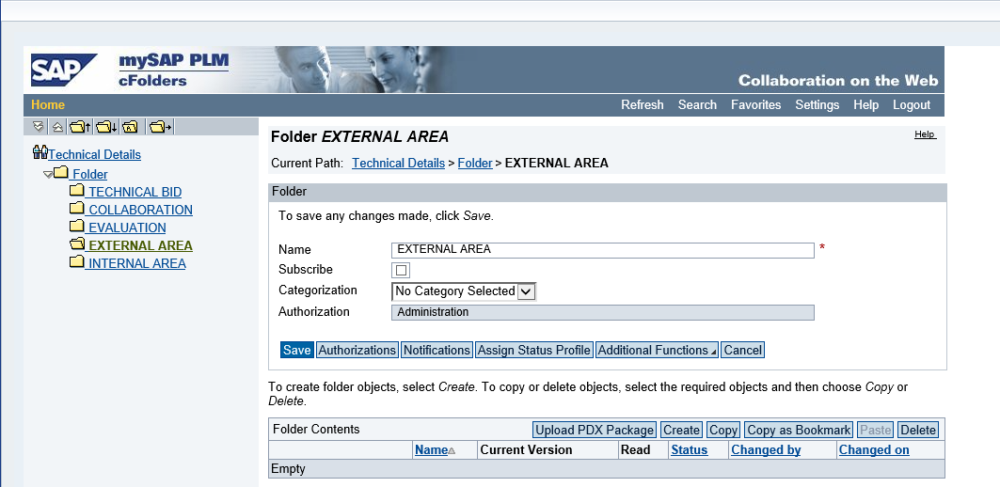 SAP
mySAP PLM
cFolders
Collaboration on the Web
Home
Refresh Search Favorites Settings Help Logout
Technical Details
Folder
TECHNICAL BID
COLLABORATION
EVALUATION
EXTERNAL AREA
INTERNAL AREA
Folder EXTERNAL AREA
Help
Current Path: Technical Details > Folder > EXTERNAL AREA
Folder
To save any changes made, click Save.
Name EXTERNAL AREA *
Subscribe
Categorization No Category Selected
Authorization Administration
Save Authorizations Notifications Assign Status Profile Additional Functions Cancel
To create folder objects, select Create. To copy or delete objects, select the required objects and then choose Copy or
Delete.
Folder Contents Upload PDX Package Create Copy Copy as Bookmark Paste Delete
Name Current Version Read Status Changed by Changed on
Empty